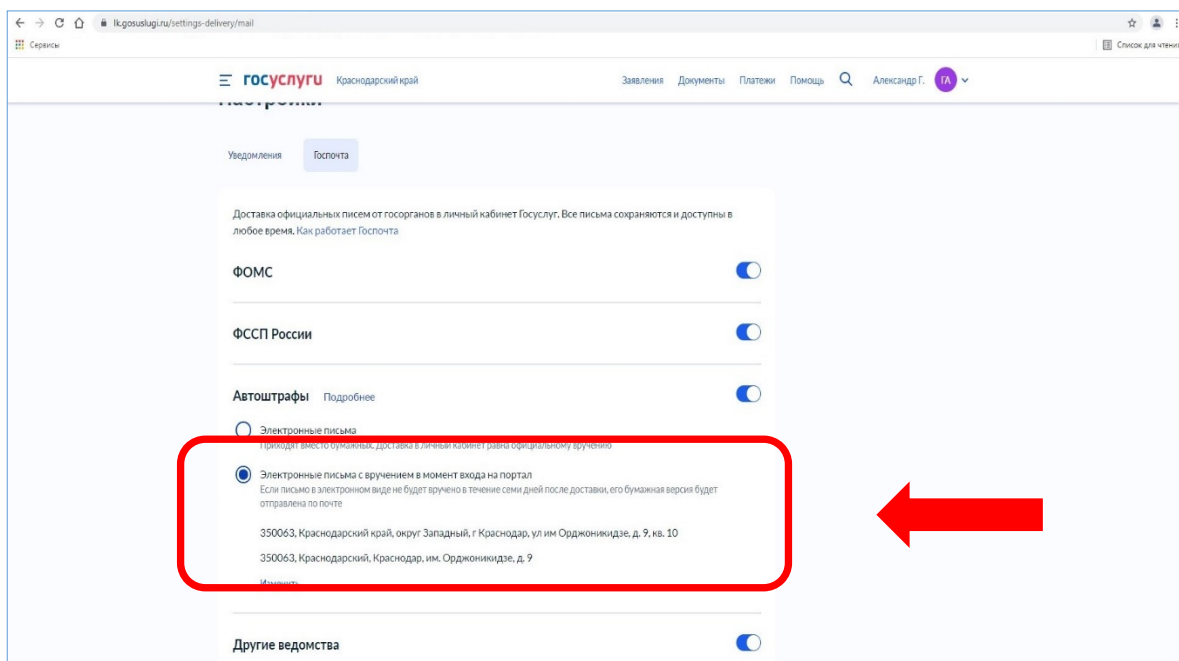 lk.gosuslugi.ru/settings-delivery/mail
Сервисы
Список для чтения
госуслуги Краснодарский край Заявления Документы Платежи Помощь Александр Г. ГА
Настройки
Уведомления Госпочта
Доставка официальных писем от госорганов в личный кабинет Госуслуг. Все письма сохраняются и доступны в
любое время. Как работает Госпочта
ФОМС
ФССП России
Автоштрафы Подробнее
Электронные письма
Приходят вместо бумажных. Доставка в личный кабинет равна официальному вручению
Электронные письма с вручением в момент входа на портал
Если письмо в электронном виде не будет вручено в течение семи дней после доставки, его бумажная версия будет
отправлена по почте
350063, Краснодарский край, округ Западный, г Краснодар, ул им Орджоникидзе, д. 9, кв. 10
350063, Краснодарский, Краснодар, им. Орджоникидзе, д. 9
Изменить
Другие ведомства